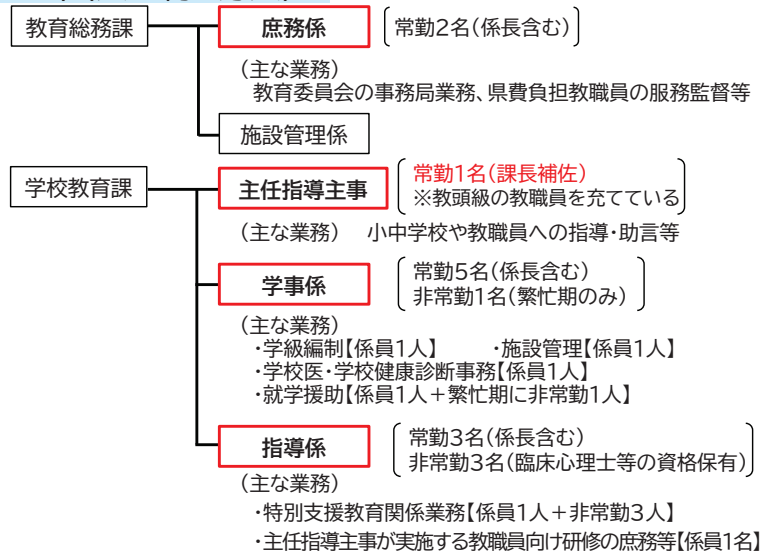 教育総務課
庶務係
常勤2名(係長含む)
(主な業務)
教育委員会の事務局業務、県費負担教職員の服務監督等
施設管理係
学校教育課
主任指導主事
常勤1名(課長補佐)
※教頭級の教職員を充てている
(主な業務) 小中学校や教職員への指導・助言等
学事係
常勤5名(係長含む)
非常勤1名(繁忙期のみ)
(主な業務)
・学級編制【係員1人】 ・施設管理【係員1人】
・学校医・学校健康診断事務【係員1人】
・就学援助【係員1人＋繁忙期に非常勤1人】
指導係
常勤3名(係長含む)
非常勤3名(臨床心理士等の資格保有)
(主な業務)
・特別支援教育関係業務【係員1人＋非常勤3人】
・主任指導主事が実施する教職員向け研修の庶務等【係員1名】